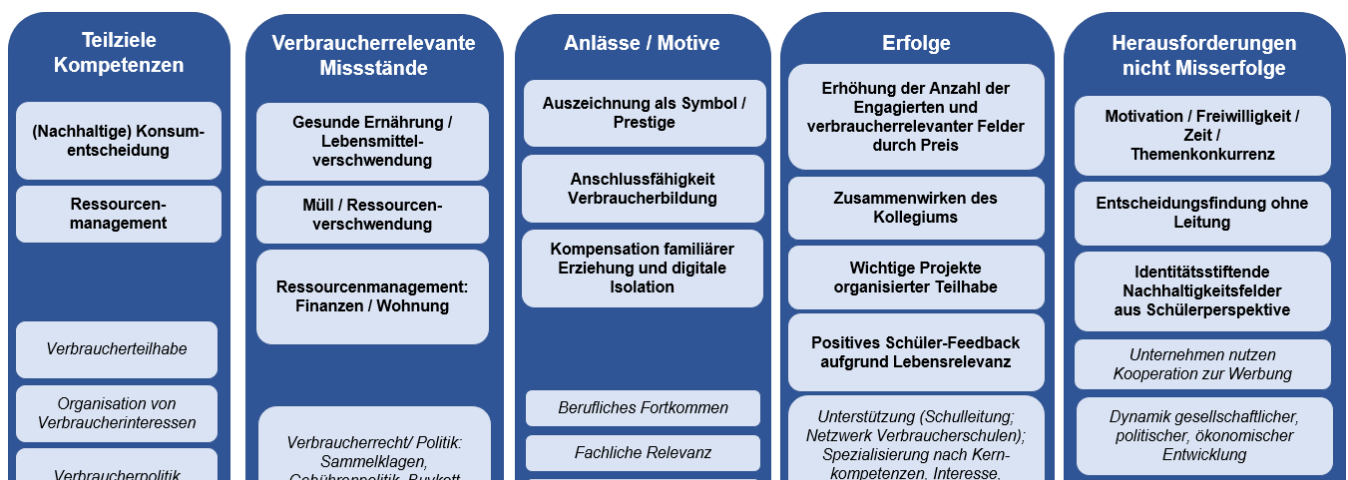 Teilziele
Kompetenzen
(Nachhaltige) Konsum-
entscheidung
Ressourcen-
management
Verbraucherteilhabe
Organisation von
Verbraucherinteressen
Verbraucherpolitik
Verbraucherrelevante
Missstände
Gesunde Ernährung /
Lebensmittel-
verschwendung
Müll / Ressourcen-
verschwendung
Ressourcenmanagement:
Finanzen / Wohnung
Verbraucherrecht/ Politik:
Sammelklagen,
Gebührenpolitik, Buykott
Anlässe / Motive
Auszeichnung als Symbol /
Prestige
Anschlussfähigkeit
Verbraucherbildung
Kompensation familiärer
Erziehung und digitale
Isolation
Berufliches Fortkommen
Fachliche Relevanz
Erfolge
Erhöhung der Anzahl der
Engagierten und
verbraucherrelevanter Felder
durch Preis
Zusammenwirken des
Kollegiums
Wichtige Projekte
organisierter Teilhabe
Positives Schüler-Feedback
aufgrund Lebensrelevanz
Unterstützung (Schulleitung;
Netzwerk Verbraucherschulen);
Spezialisierung nach Kern-
kompetenzen, Interesse,
Herausforderungen
nicht Misserfolge
Motivation / Freiwilligkeit /
Zeit /
Themenkonkurrenz
Entscheidungsfindung ohne
Leitung
Identitätsstiftende
Nachhaltigkeitsfelder
aus Schülerperspektive
Unternehmen nutzen
Kooperation zur Werbung
Dynamik gesellschaftlicher,
politischer, ökonomischer
Entwicklung